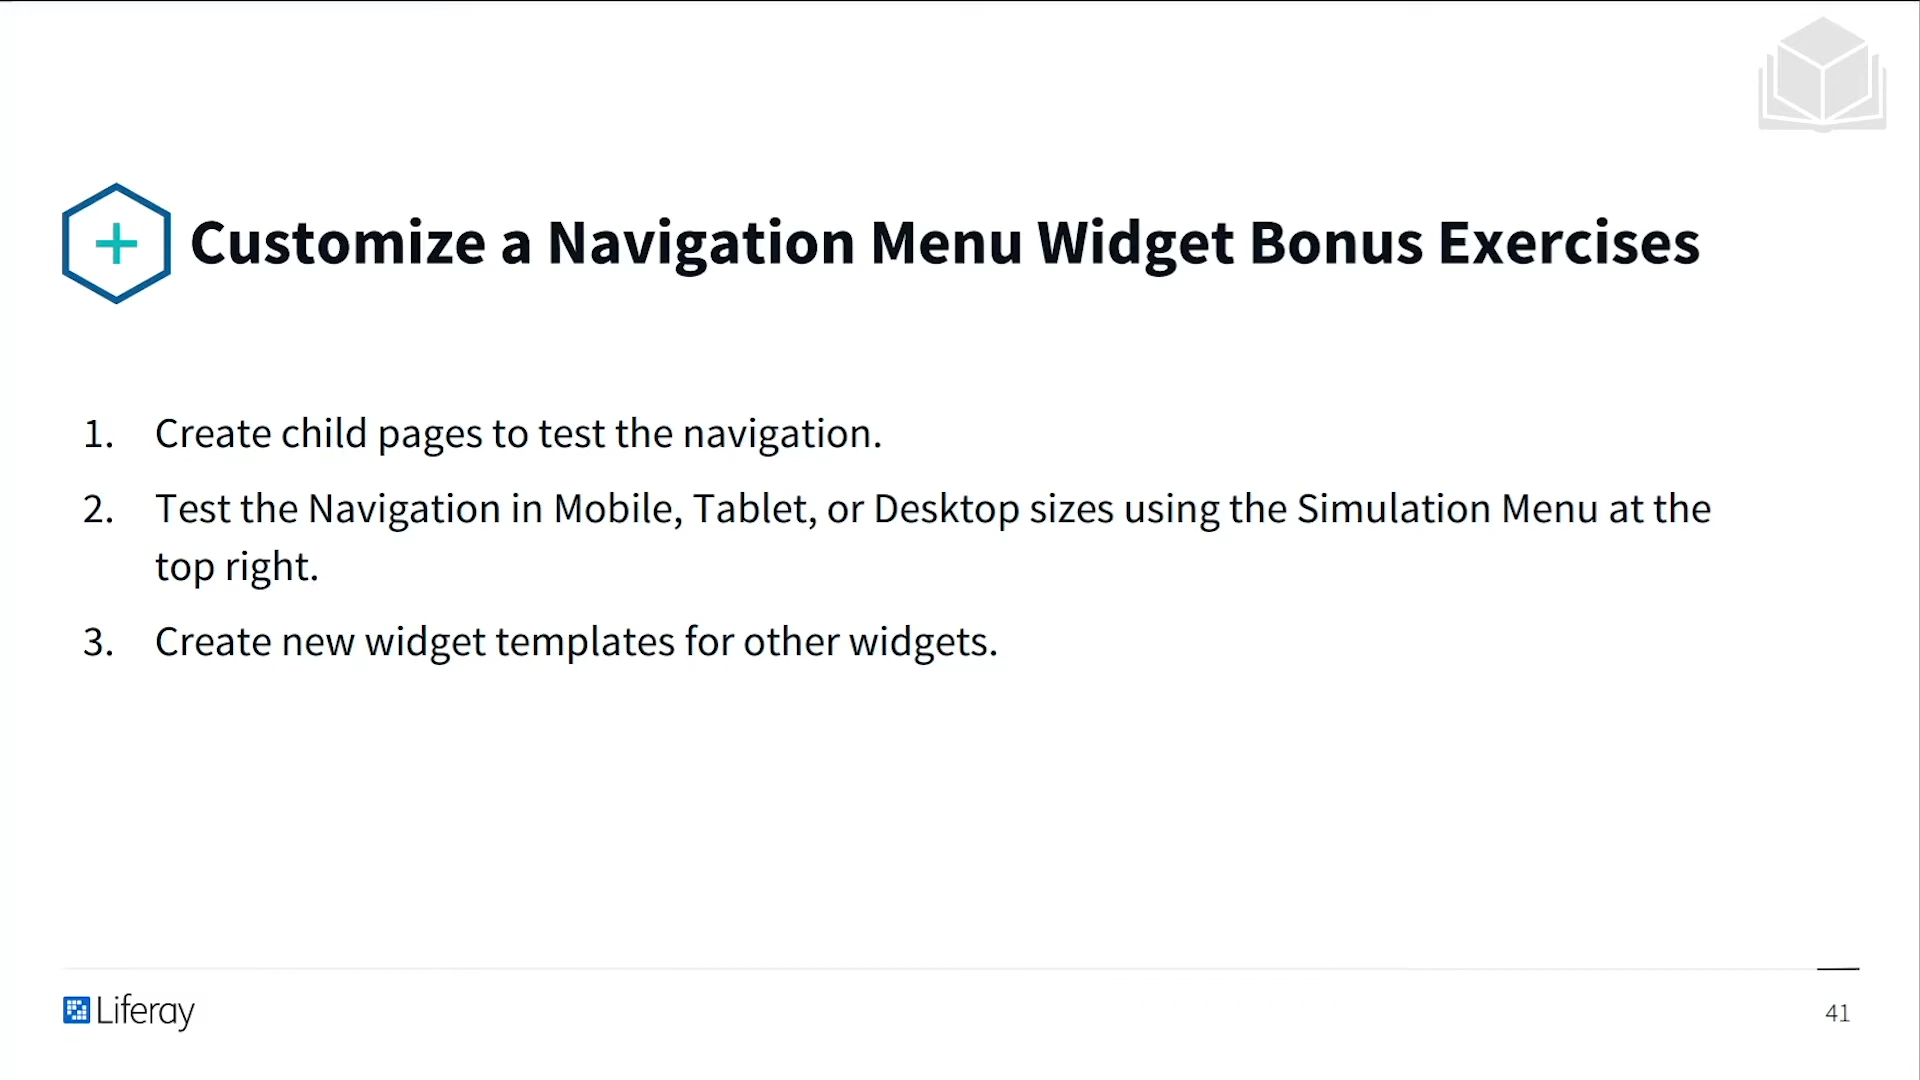 Customize a Navigation Menu Widget Bonus Exercises
1. Create child pages to test the navigation.
2. Test the Navigation in Mobile, Tablet, or Desktop sizes using the Simulation Menu at the
top right.
3. Create new widget templates for other widgets.
Liferay
41